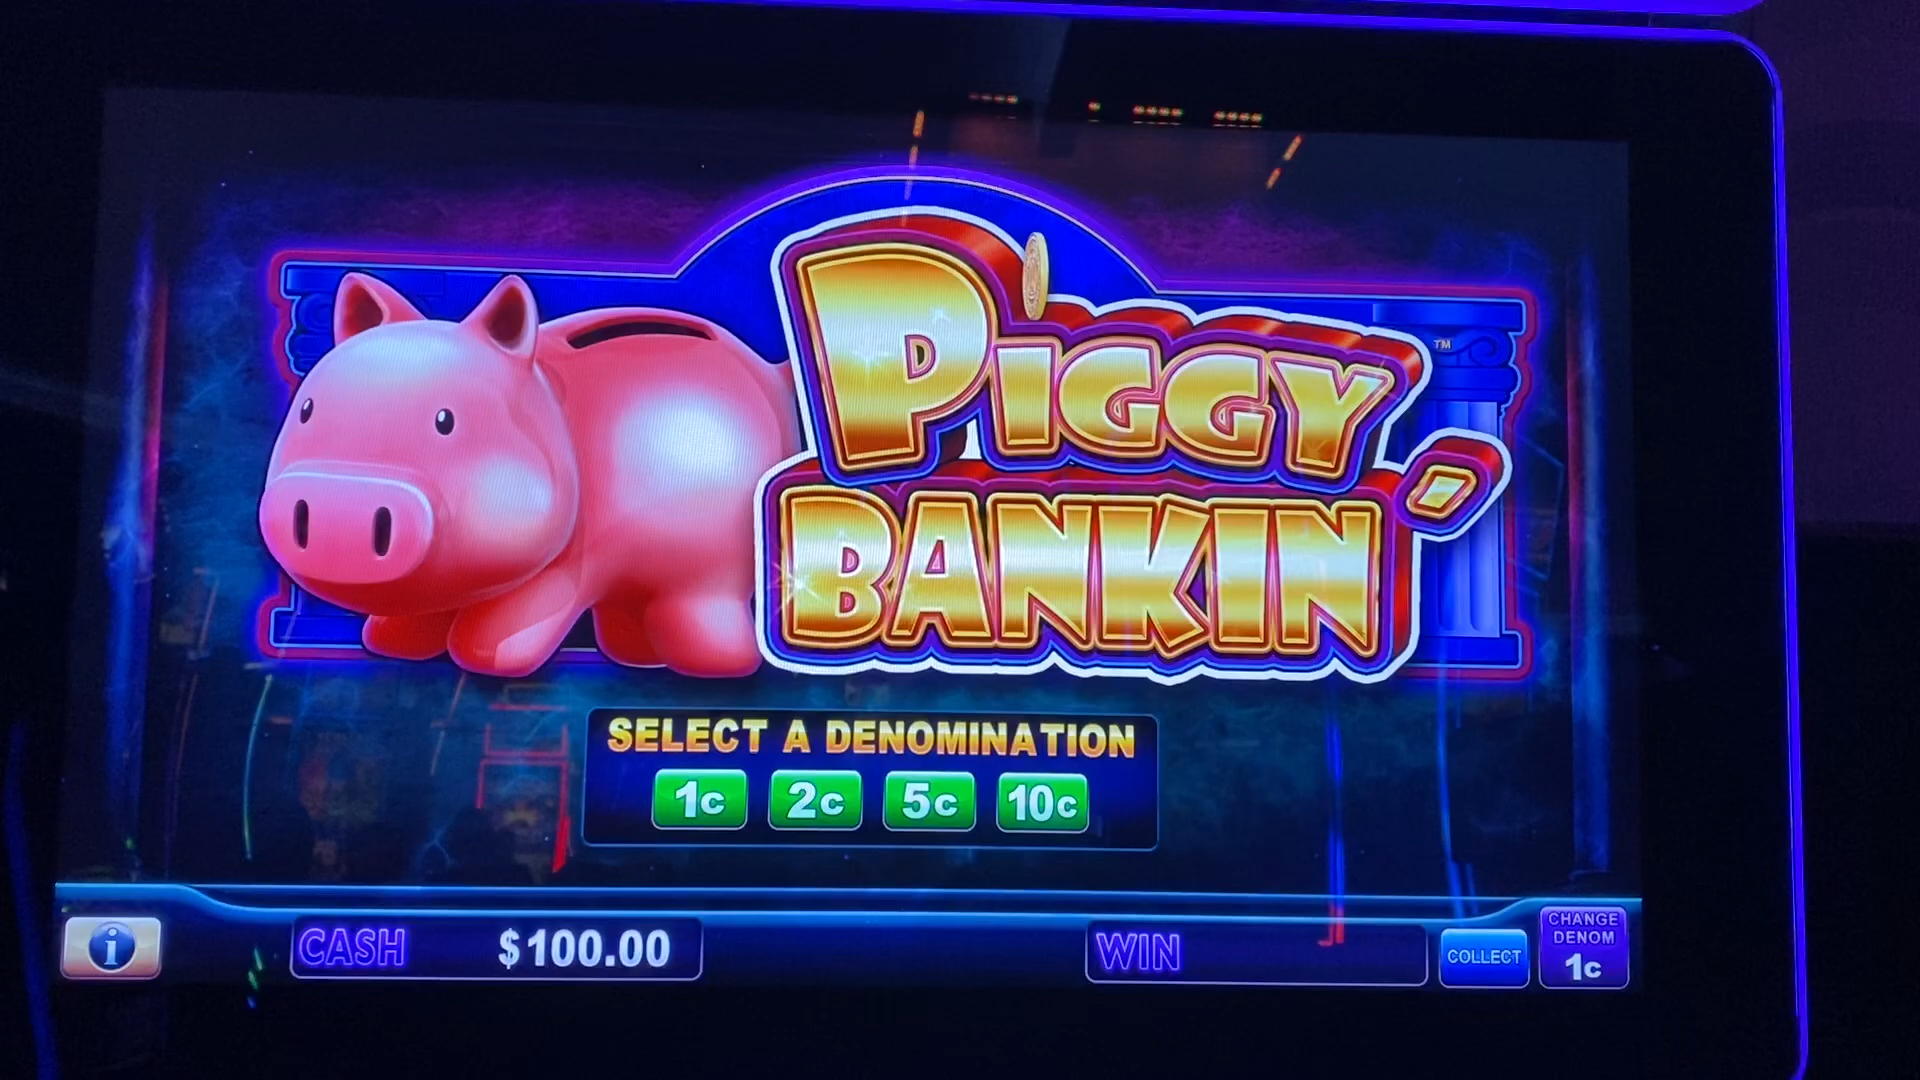 PIGGY
TM
BANKIN'
SELECT A DENOMINATION
1c 2c 5c 10c
i
CASH $100.00
WIN
COLLECT
CHANGE
DENOM
1c